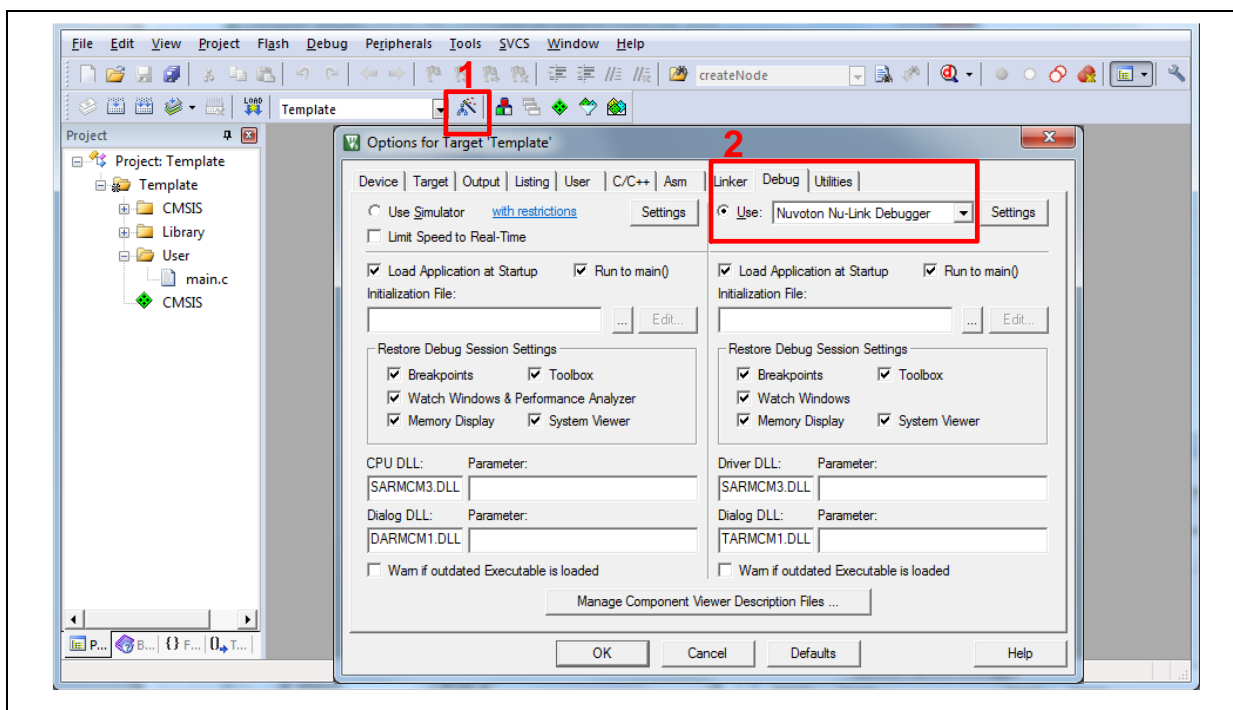 File Edit View Project Flash Debug Peripherals Tools SVCS Window Help
1
createNode
LOAD
Template
Project
Project: Template
Template
CMSIS
Library
User
main.c
CMSIS
P... B... {} F... 0 T...
Options for Target 'Template'
2
Device Target Output Listing User C/C++ Asm Linker Debug Utilities
Use Simulator with restrictions Settings Use: Nuvoton Nu-Link Debugger Settings
Limit Speed to Real-Time
Load Application at Startup Run to main() Load Application at Startup Run to main()
Initialization File: Initialization File:
... Edit... ... Edit...
Restore Debug Session Settings Restore Debug Session Settings
Breakpoints Toolbox Breakpoints Toolbox
Watch Windows & Performance Analyzer Watch Windows
Memory Display System Viewer Memory Display System Viewer
CPU DLL: Parameter: Driver DLL: Parameter:
SARMCM3.DLL SARMCM3.DLL
Dialog DLL: Parameter: Dialog DLL: Parameter:
DARMCM1.DLL TARMCM1.DLL
Warn if outdated Executable is loaded Warn if outdated Executable is loaded
Manage Component Viewer Description Files ...
OK Cancel Defaults Help